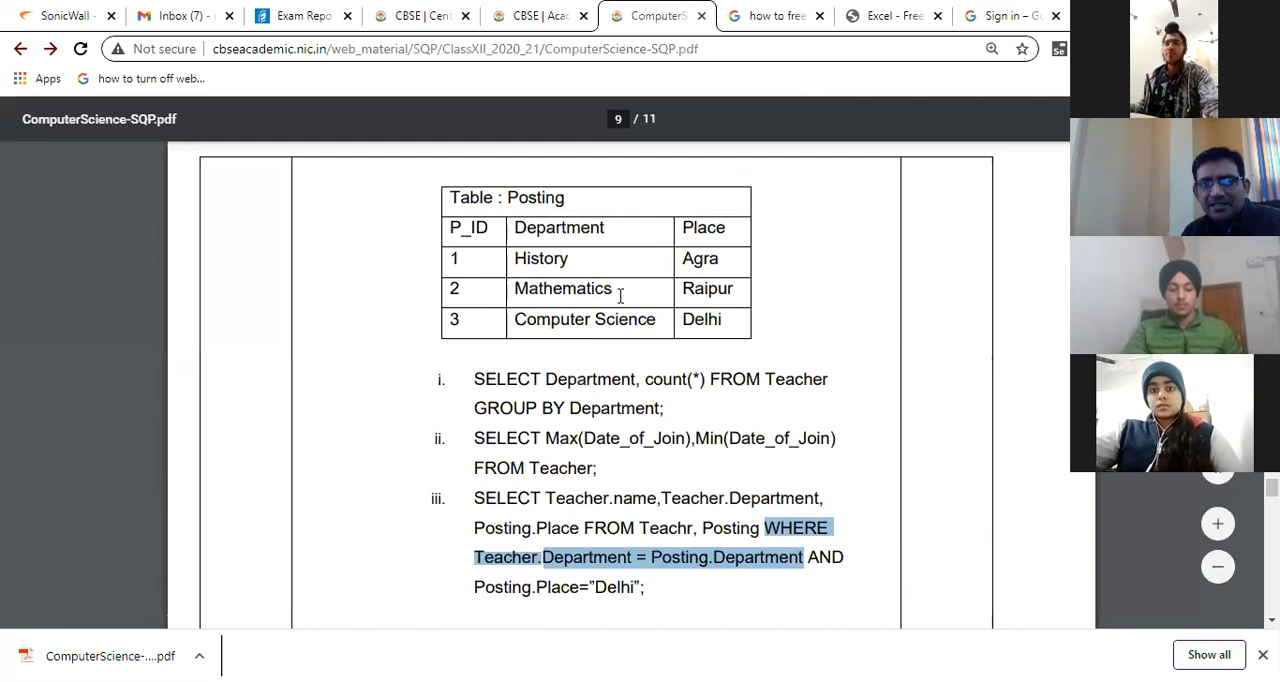 SonicWall -
Inbox (7) -
Exam Repo
CBSE | Cent
CBSE | Acac
ComputerS
how to free
Excel - Free
Sign in – Go
Not secure
cbseacademic.nic.in/web_material/SQP/ClassXII_2020_21/ComputerScience-SQP.pdf
Se
Apps
how to turn off web...
ComputerScience-SQP.pdf
9 / 11
Table : Posting
P_ID Department Place
1 History Agra
2 Mathematics Raipur
3 Computer Science Delhi
i. SELECT Department, count(*) FROM Teacher
GROUP BY Department;
ii. SELECT Max(Date_of_Join),Min(Date_of_Join)
FROM Teacher;
iii. SELECT Teacher.name,Teacher.Department,
Posting.Place FROM Teachr, Posting WHERE
Teacher.Department = Posting.Department AND
Posting.Place=”Delhi”;
ComputerScience-....pdf
Show all